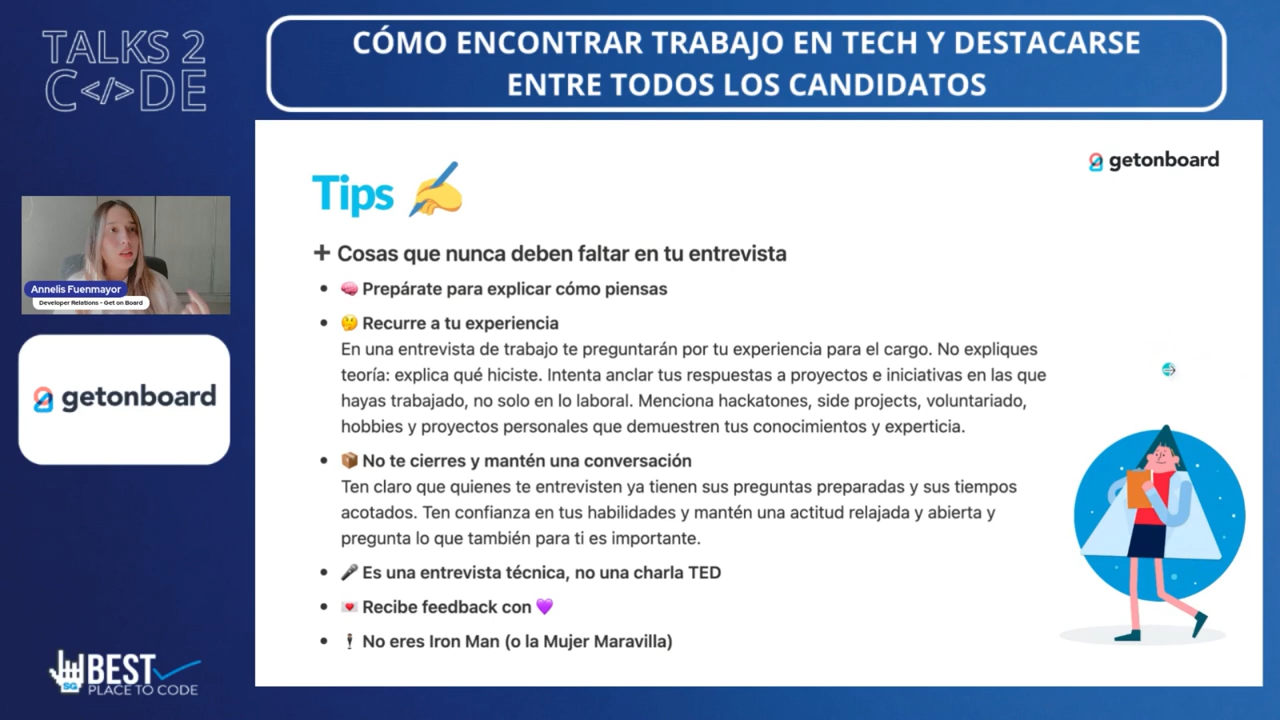 TALKS 2
C</>DE
CÓMO ENCONTRAR TRABAJO EN TECH Y DESTACARSE
ENTRE TODOS LOS CANDIDATOS
getonboard
Tips
Cosas que nunca deben faltar en tu entrevista
Prepárate para explicar cómo piensas
Recurre a tu experiencia
En una entrevista de trabajo te preguntarán por tu experiencia para el cargo. No expliques
teoría: explica qué hiciste. Intenta anclar tus respuestas a proyectos e iniciativas en las que
hayas trabajado, no solo en lo laboral. Menciona hackatones, side projects, voluntariado,
hobbies y proyectos personales que demuestren tus conocimientos y experticia.
No te cierres y mantén una conversación
Ten claro que quienes te entrevisten ya tienen sus preguntas preparadas y sus tiempos
acotados. Ten confianza en tus habilidades y mantén una actitud relajada y abierta y
pregunta lo que también para ti es importante.
Es una entrevista técnica, no una charla TED
Recibe feedback con 💜
No eres Iron Man (o la Mujer Maravilla)
Annelis Fuenmayor
Developer Relations - Get on Board
getonboard
SG
BEST
PLACE TO CODE